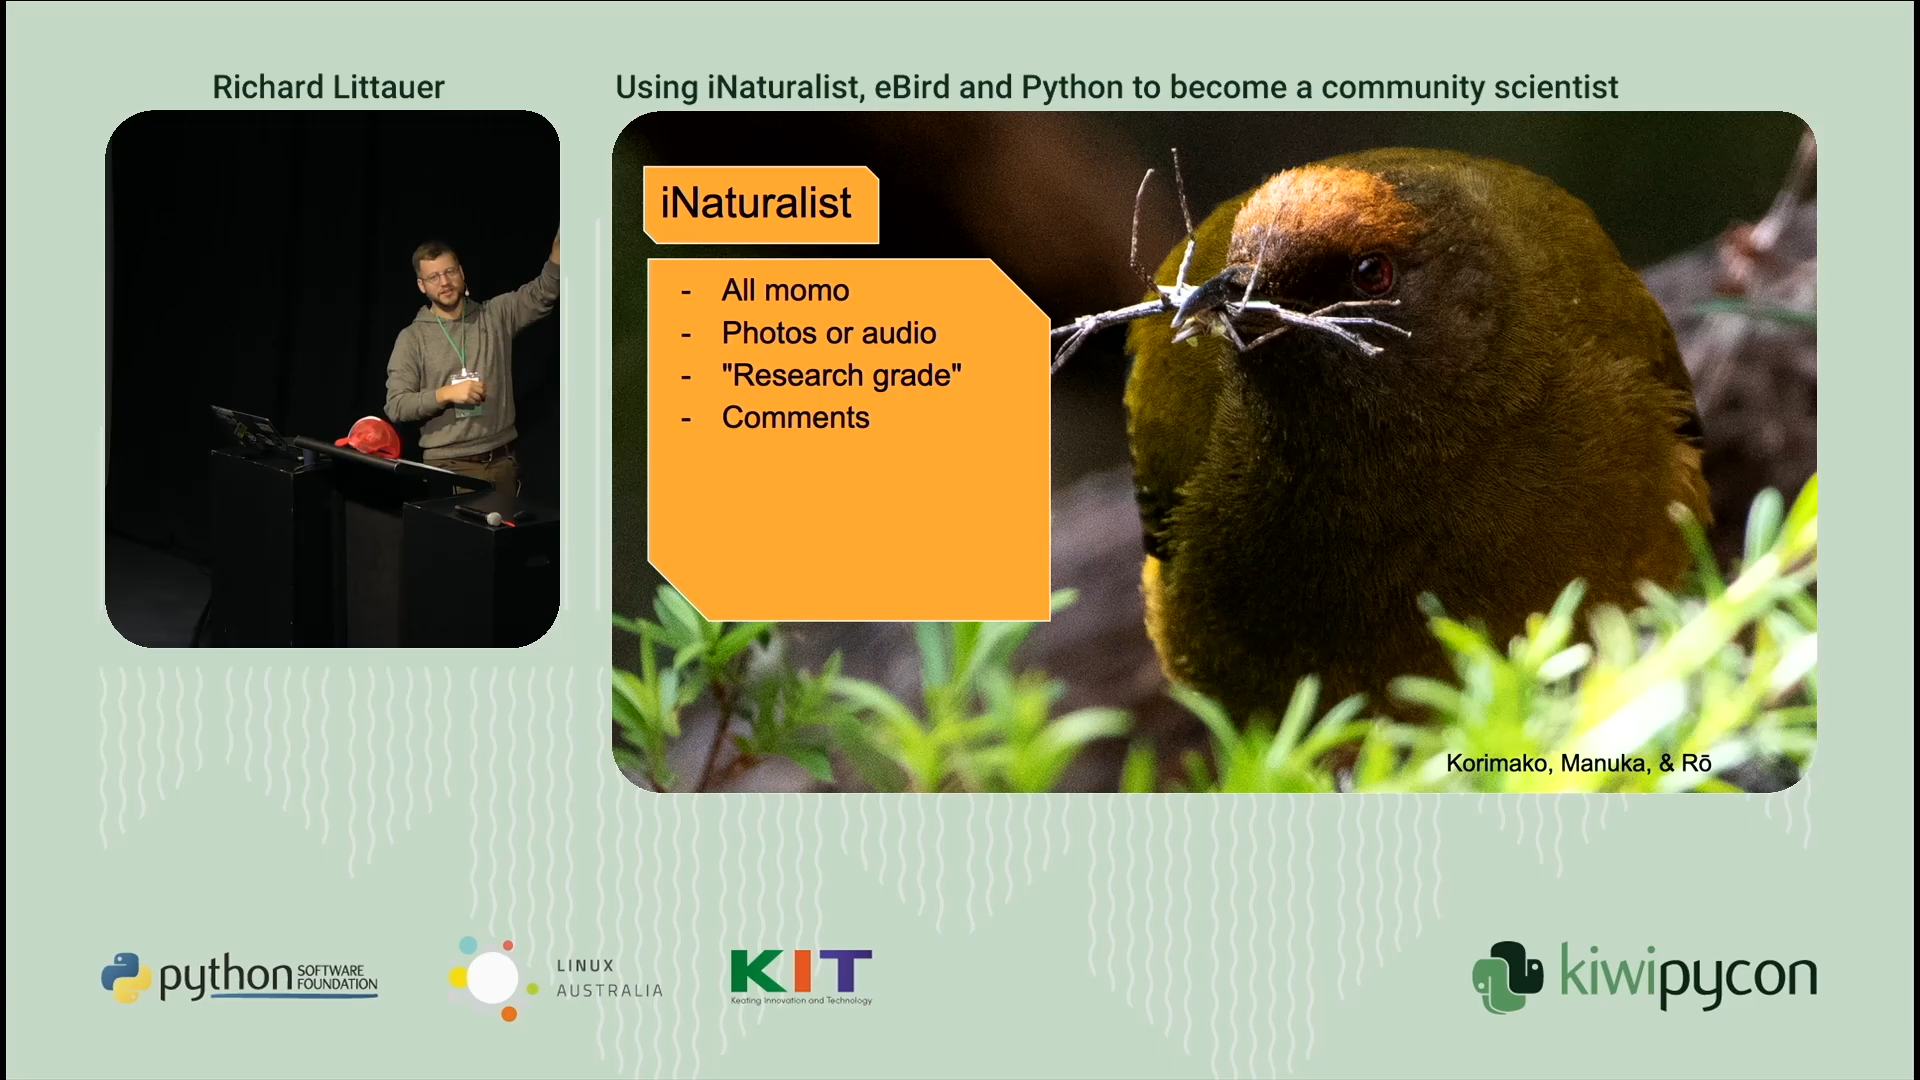 Richard Littauer
Using iNaturalist, eBird and Python to become a community scientist
iNaturalist
- All momo
- Photos or audio
- "Research grade"
- Comments
Korimako, Manuka, & Rō
python SOFTWARE
FOUNDATION
LINUX
AUSTRALIA
KIT
Keating Innovation and Technology
kiwipycon